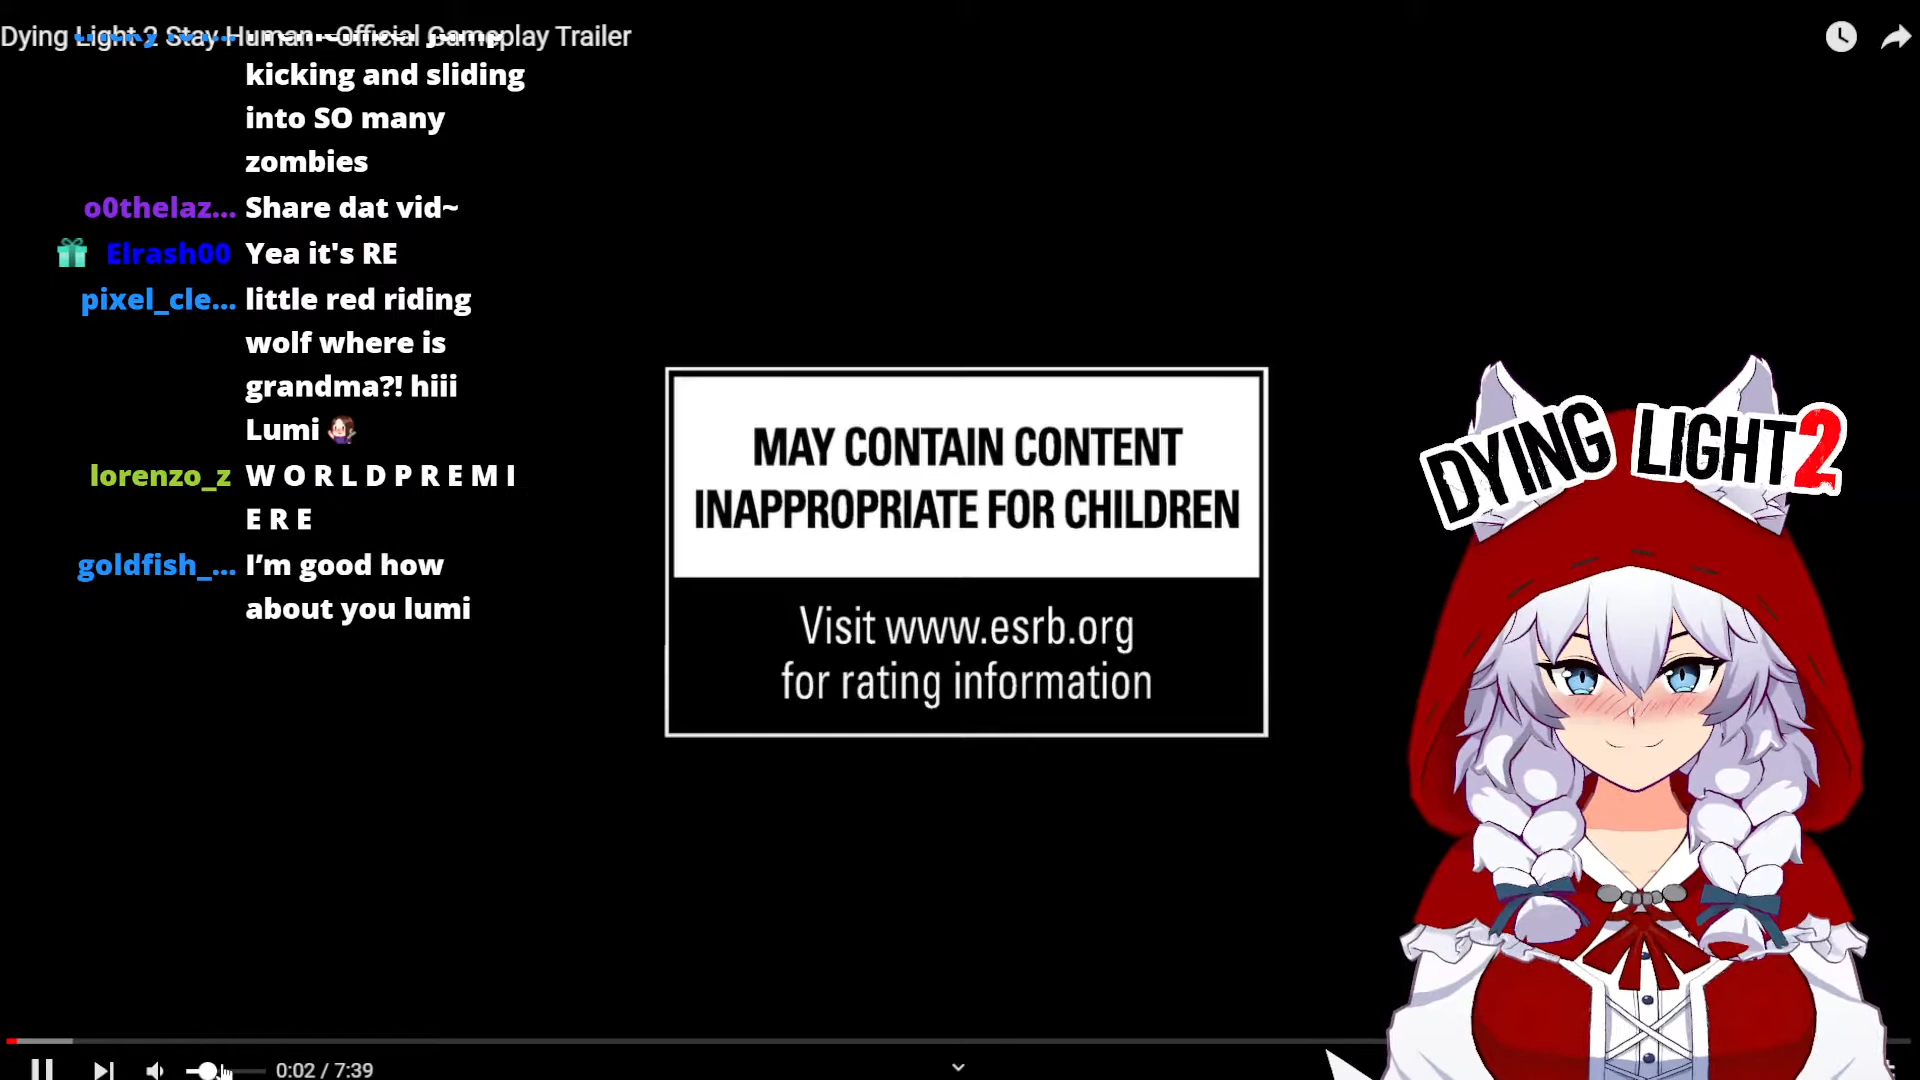 Dying Light 2 Stay Human - Official Gameplay Trailer
kicking and sliding
into SO many
zombies
o0thelaz... Share dat vid~
Elrash00 Yea it's RE
pixel_cle... little red riding
wolf where is
grandma?! hiii
Lumi
lorenzo_z W O R L D P R E M I
E R E
goldfish_... I’m good how
about you lumi
MAY CONTAIN CONTENT
INAPPROPRIATE FOR CHILDREN
Visit www.esrb.org
for rating information
DYING LIGHT 2
0:02 / 7:39